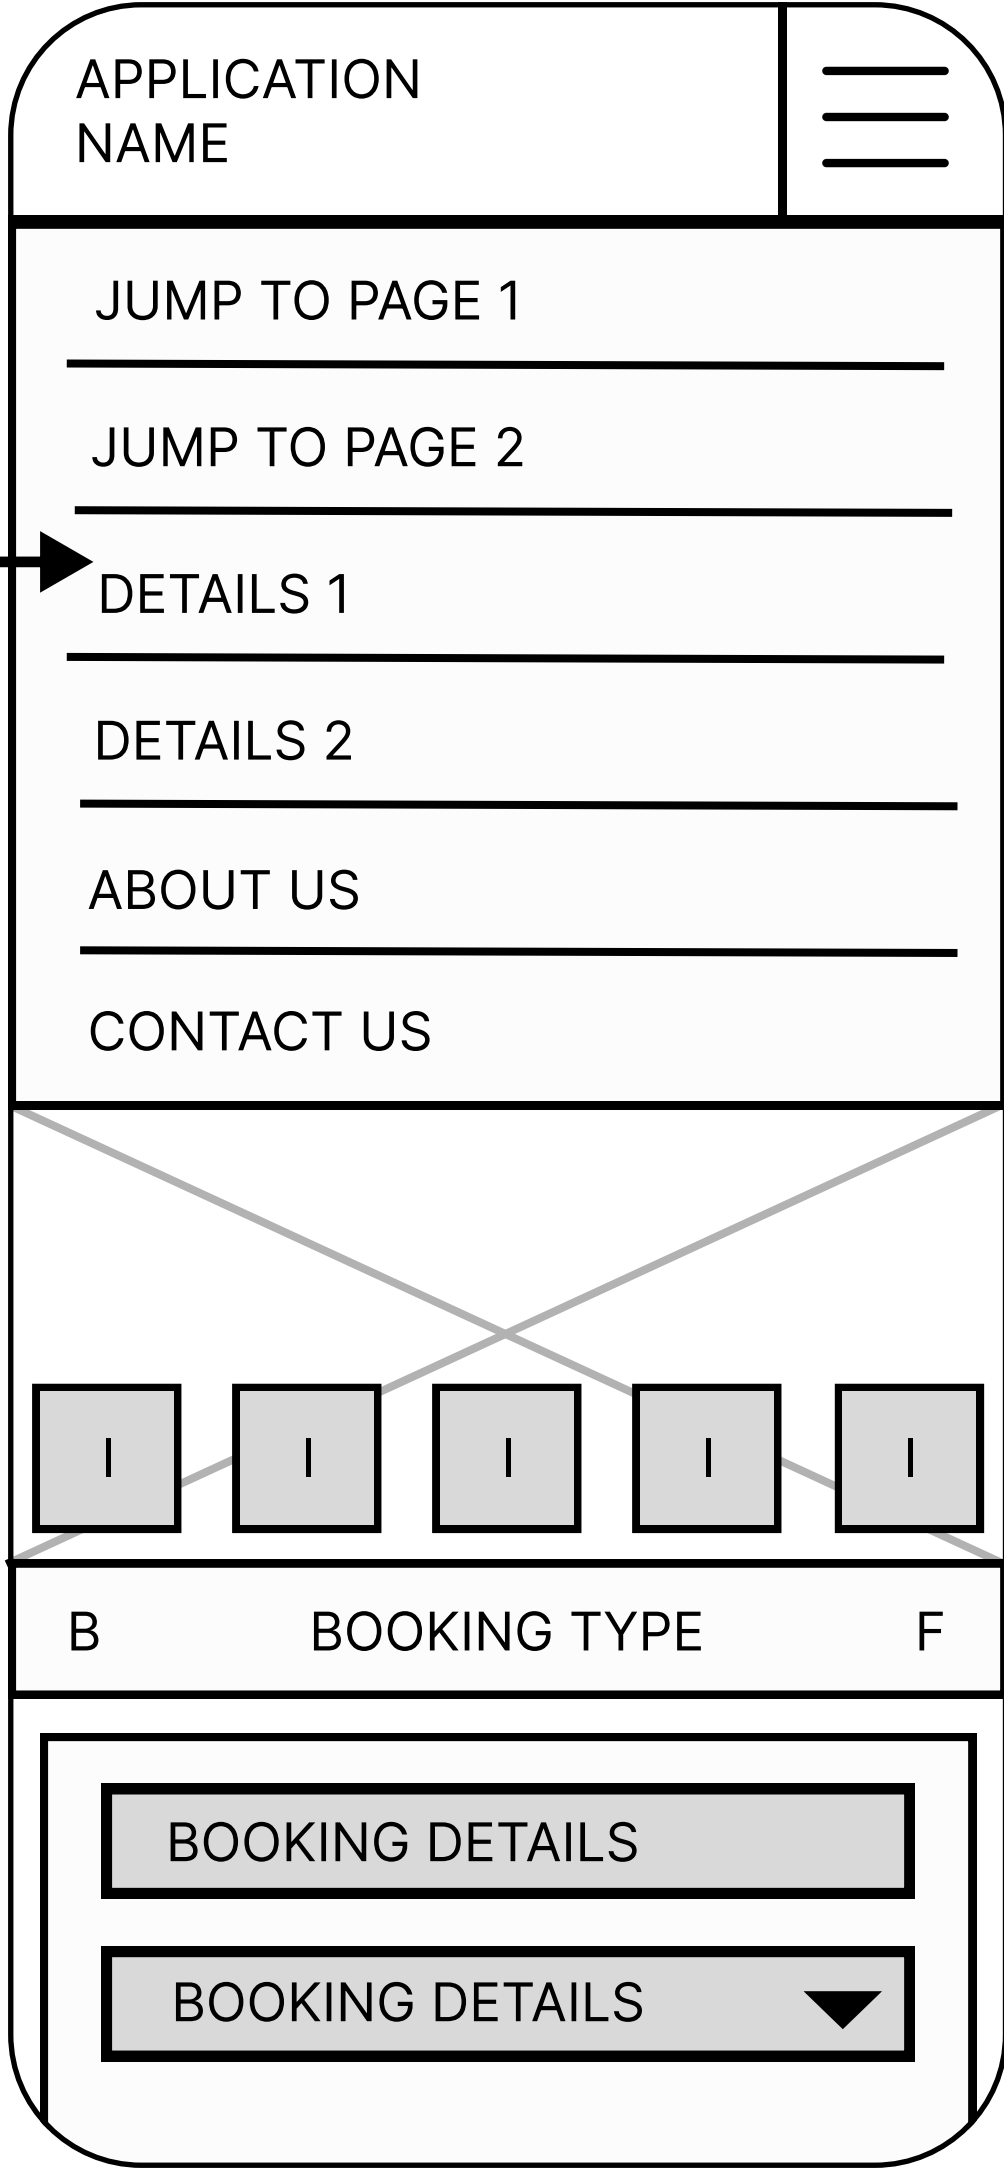 APPLICATION
NAME
JUMP TO PAGE 1
JUMP TO PAGE 2
DETAILS 1
DETAILS 2
ABOUT US
CONTACT US
I I I I I
B BOOKING TYPE F
BOOKING DETAILS
BOOKING DETAILS